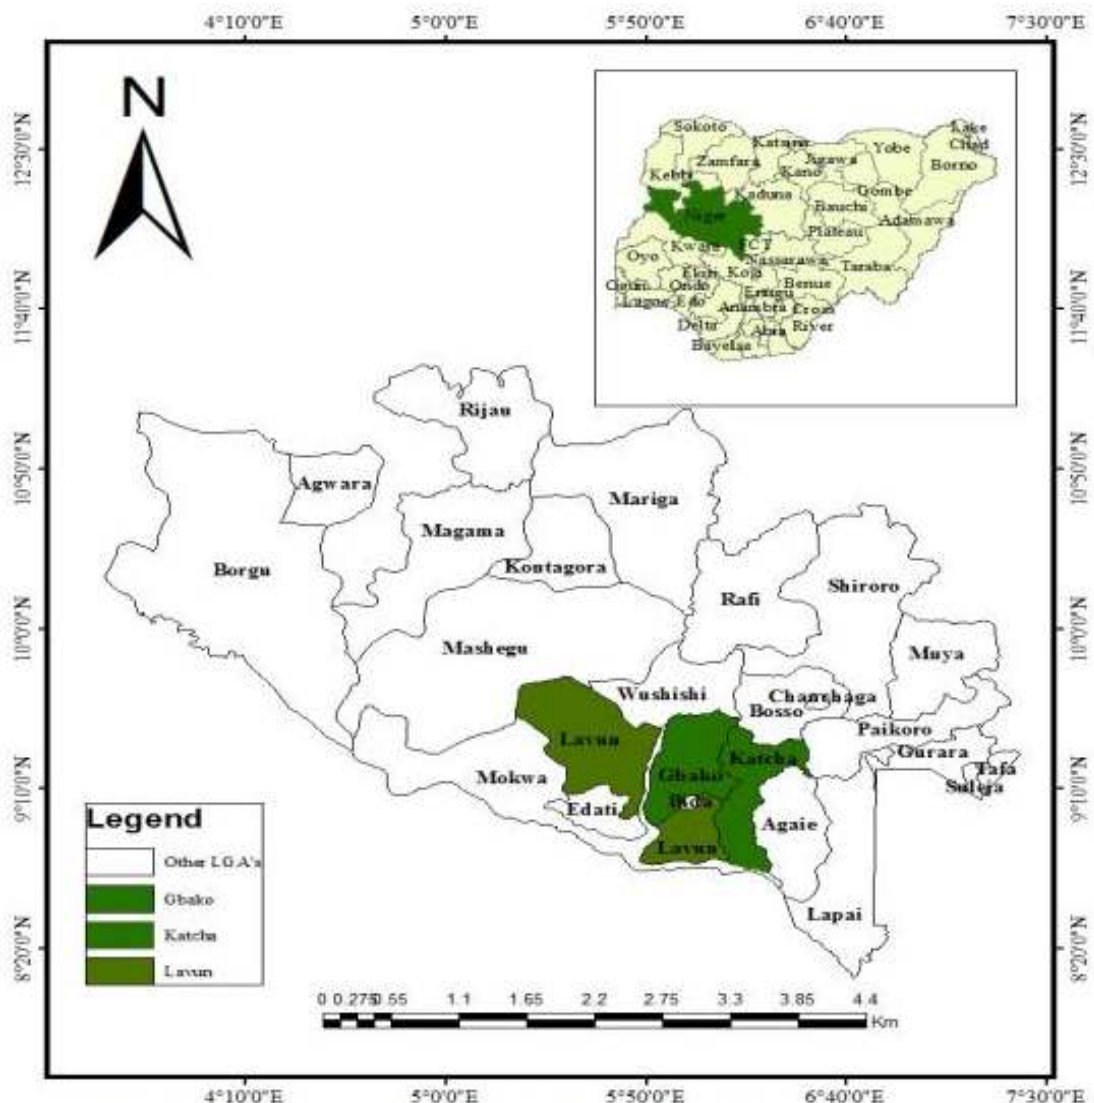 4°10'0"E 5°0'0"E 5°50'0"E 6°40'0"E 7°30'0"E
N
12°30'0"N
11°40'0"N
10°50'0"N
10°0'0"N
9°10'0"N
8°20'0"N
Sokoto
Lake
Chad
Katsina
Yobe
Zamfara
Jigawa
Borno
Kano
Kebbi
Gombe
Kaduna
Bauchi
Niger
Adamawa
Plateau
Kwara
FCT
Oyo
Nassarawa
Taraba
Ekiti
Kogi
Benue
Ogun
Ondo
Enugu
Lagos
Edo
Anambra
Cross
River
Delta
Abia
Bayelsa
Rijau
Agwara
Mariga
Magama
Kontagora
Borgu
Shiroro
Rafi
Mashegu
Muya
Wushishi
Chanchaga
Bosso
Paikoro
Lavun
Katcha
Gurara
Gbako
Tafa
Mokwa
Suleja
Bida
Edati
Agaie
Lavun
Lapai
Legend
Other LGA's
Gbako
Katcha
Lavun
0 0.275 0.55 1.1 1.65 2.2 2.75 3.3 3.85 4.4
Km
12°30'0"N
11°40'0"N
10°50'0"N
10°0'0"N
9°10'0"N
8°20'0"N
4°10'0"E 5°0'0"E 5°50'0"E 6°40'0"E 7°30'0"E